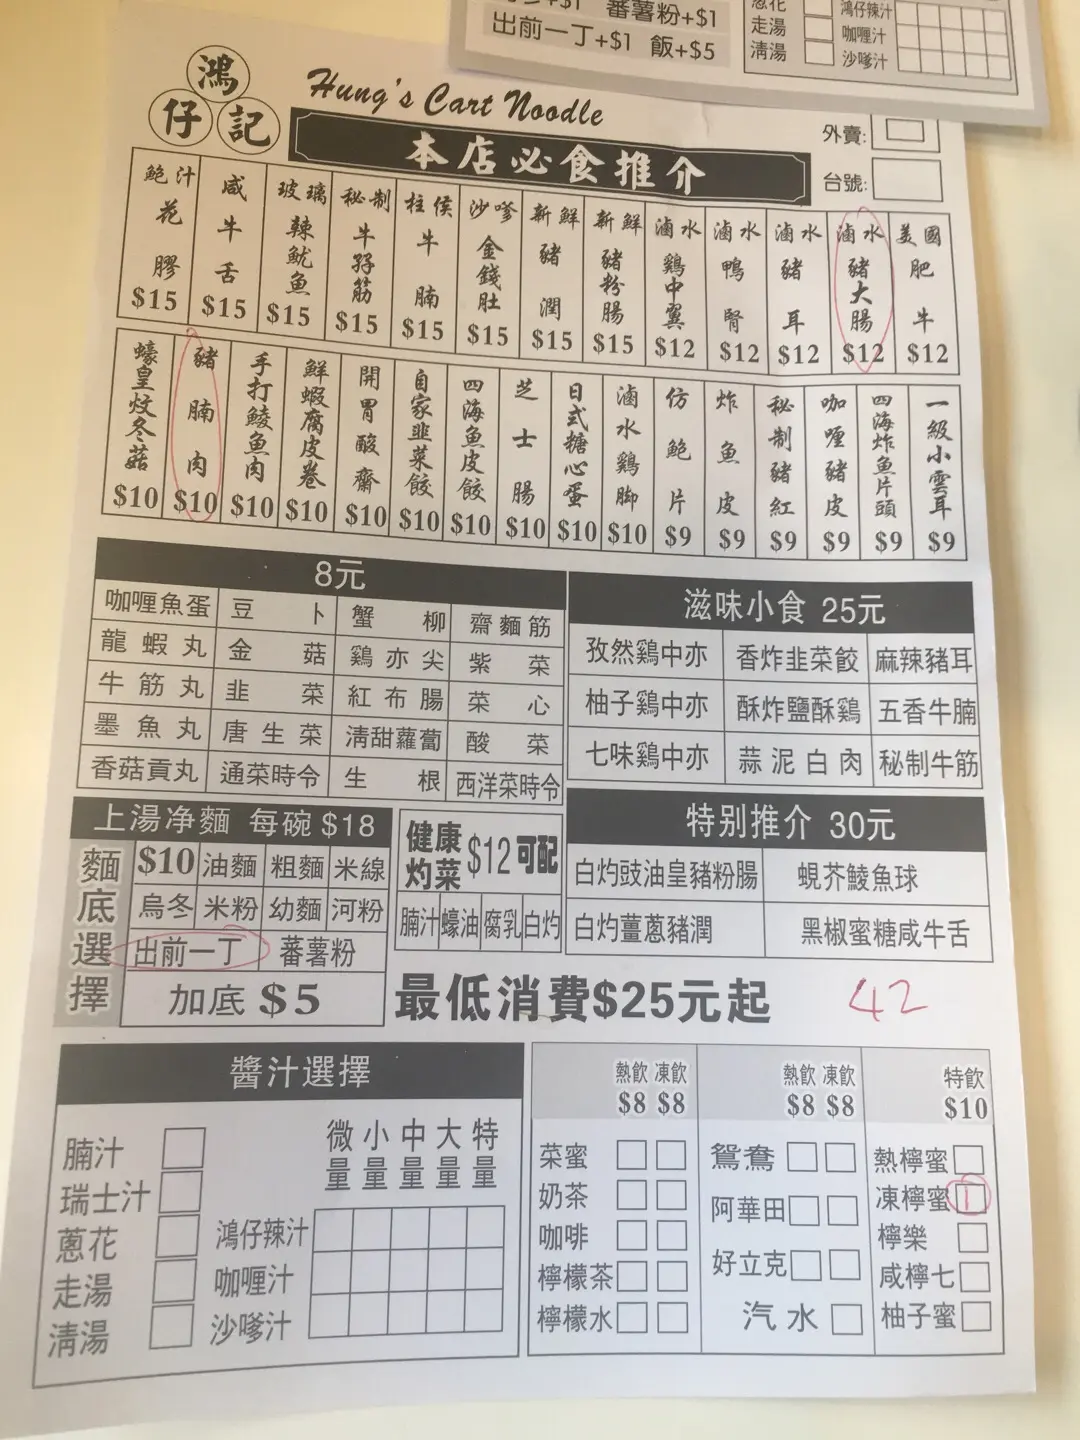 番薯粉+$1
出前一丁+$1 飯+$5
蔥花
走湯
清湯
鴻仔辣汁
咖喱汁
沙嗲汁
鴻仔記
Hung's Cart Noodle
本店必食推介
外賣:
台號:
鮑汁花膠 $15
咸牛舌 $15
玻璃辣魷魚 $15
秘制牛孖筋 $15
柱侯牛腩 $15
沙嗲金錢肚 $15
新鮮豬潤 $15
新鮮豬粉腸 $15
滷水鷄中翼 $12
滷水鴨腎 $12
滷水豬耳 $12
滷水豬大腸 $12
美國肥牛 $12
蠔皇炆冬菇 $10
豬腩肉 $10
手打鯪魚肉 $10
鮮蝦腐皮卷 $10
開胃酸齋 $10
自家韭菜餃 $10
四海魚皮餃 $10
芝士腸 $10
日式糖心蛋 $10
滷水鷄脚 $10
仿鮑片 $9
炸魚皮 $9
秘制豬紅 $9
咖喱豬皮 $9
四海炸魚片頭 $9
一級小雲耳 $9
8元
咖喱魚蛋 豆卜 蟹柳 齋麵筋
龍蝦丸 金菇 鷄亦尖 紫菜
牛筋丸 韭菜 紅布腸 菜心
墨魚丸 唐生菜 清甜蘿蔔 酸菜
香菇貢丸 通菜時令 生根 西洋菜時令
滋味小食 25元
孜然鷄中亦 香炸韭菜餃 麻辣豬耳
柚子鷄中亦 酥炸鹽酥鷄 五香牛腩
七味鷄中亦 蒜泥白肉 秘制牛筋
上湯净麵 每碗 $18
麵底選擇
$10 油麵 粗麵 米線
烏冬 米粉 幼麵 河粉
出前一丁 蕃薯粉
加底 $5
健康灼菜 $12 可配
腩汁 蠔油 腐乳 白灼
特別推介 30元
白灼豉油皇豬粉腸 蜆芥鯪魚球
白灼薑蔥豬潤 黑椒蜜糖咸牛舌
最低消費$25元起
42
醬汁選擇
腩汁
瑞士汁
蔥花
走湯
清湯
微量 小量 中量 大量 特量
鴻仔辣汁
咖喱汁
沙嗲汁
熱飲 凍飲
$8 $8
菜蜜
奶茶
咖啡
檸檬茶
檸檬水
熱飲 凍飲
$8 $8
鴛鴦
阿華田
好立克
汽水
特飲
$10
熱檸蜜
凍檸蜜 1
檸樂
咸檸七
柚子蜜